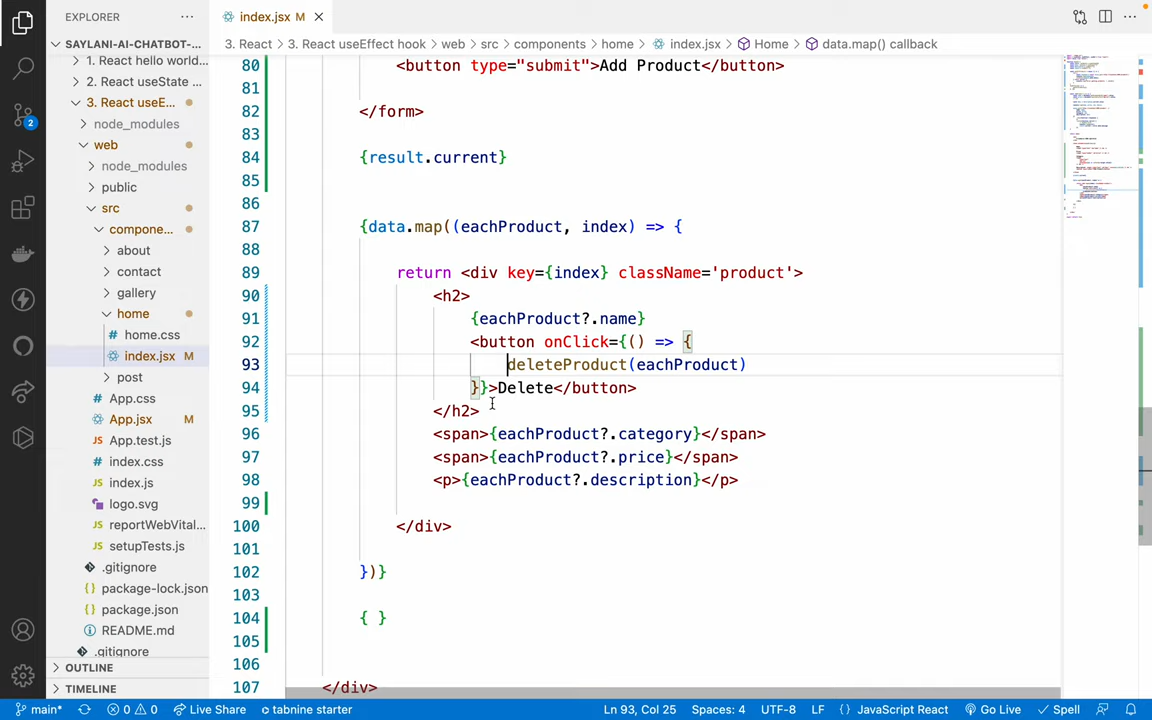 EXPLORER
index.jsx M
SAYLANI-AI-CHATBOT-...
3. React
3. React useEffect hook
web
src
components
home
index.jsx
Home
data.map() callback
1. React hello world...
2. React useState ...
3. React useE...
node_modules
web
node_modules
public
src
compone...
about
contact
gallery
home
# home.css
index.jsx M
post
# App.css
App.jsx M
JS App.test.js
# index.css
JS index.js
logo.svg
JS reportWebVital...
JS setupTests.js
.gitignore
{} package-lock.json
{} package.json
README.md
.gitignore
OUTLINE
TIMELINE
80 <button type="submit">Add Product</button>
81
82 </form>
83
84 {result.current}
85
86
87 {data.map((eachProduct, index) => {
88
89 return <div key={index} className='product'>
90 <h2>
91 {eachProduct?.name}
92 <button onClick={() => {
93 deleteProduct(eachProduct)
94 }}>Delete</button>
95 </h2>
96 <span>{eachProduct?.category}</span>
97 <span>{eachProduct?.price}</span>
98 <p>{eachProduct?.description}</p>
99
100 </div>
101
102 })}
103
104 { }
105
106
107 </div>
2
main*
0
0
Live Share
tabnine starter
Ln 93, Col 25
Spaces: 4
UTF-8
LF
{} JavaScript React
Go Live
Spell